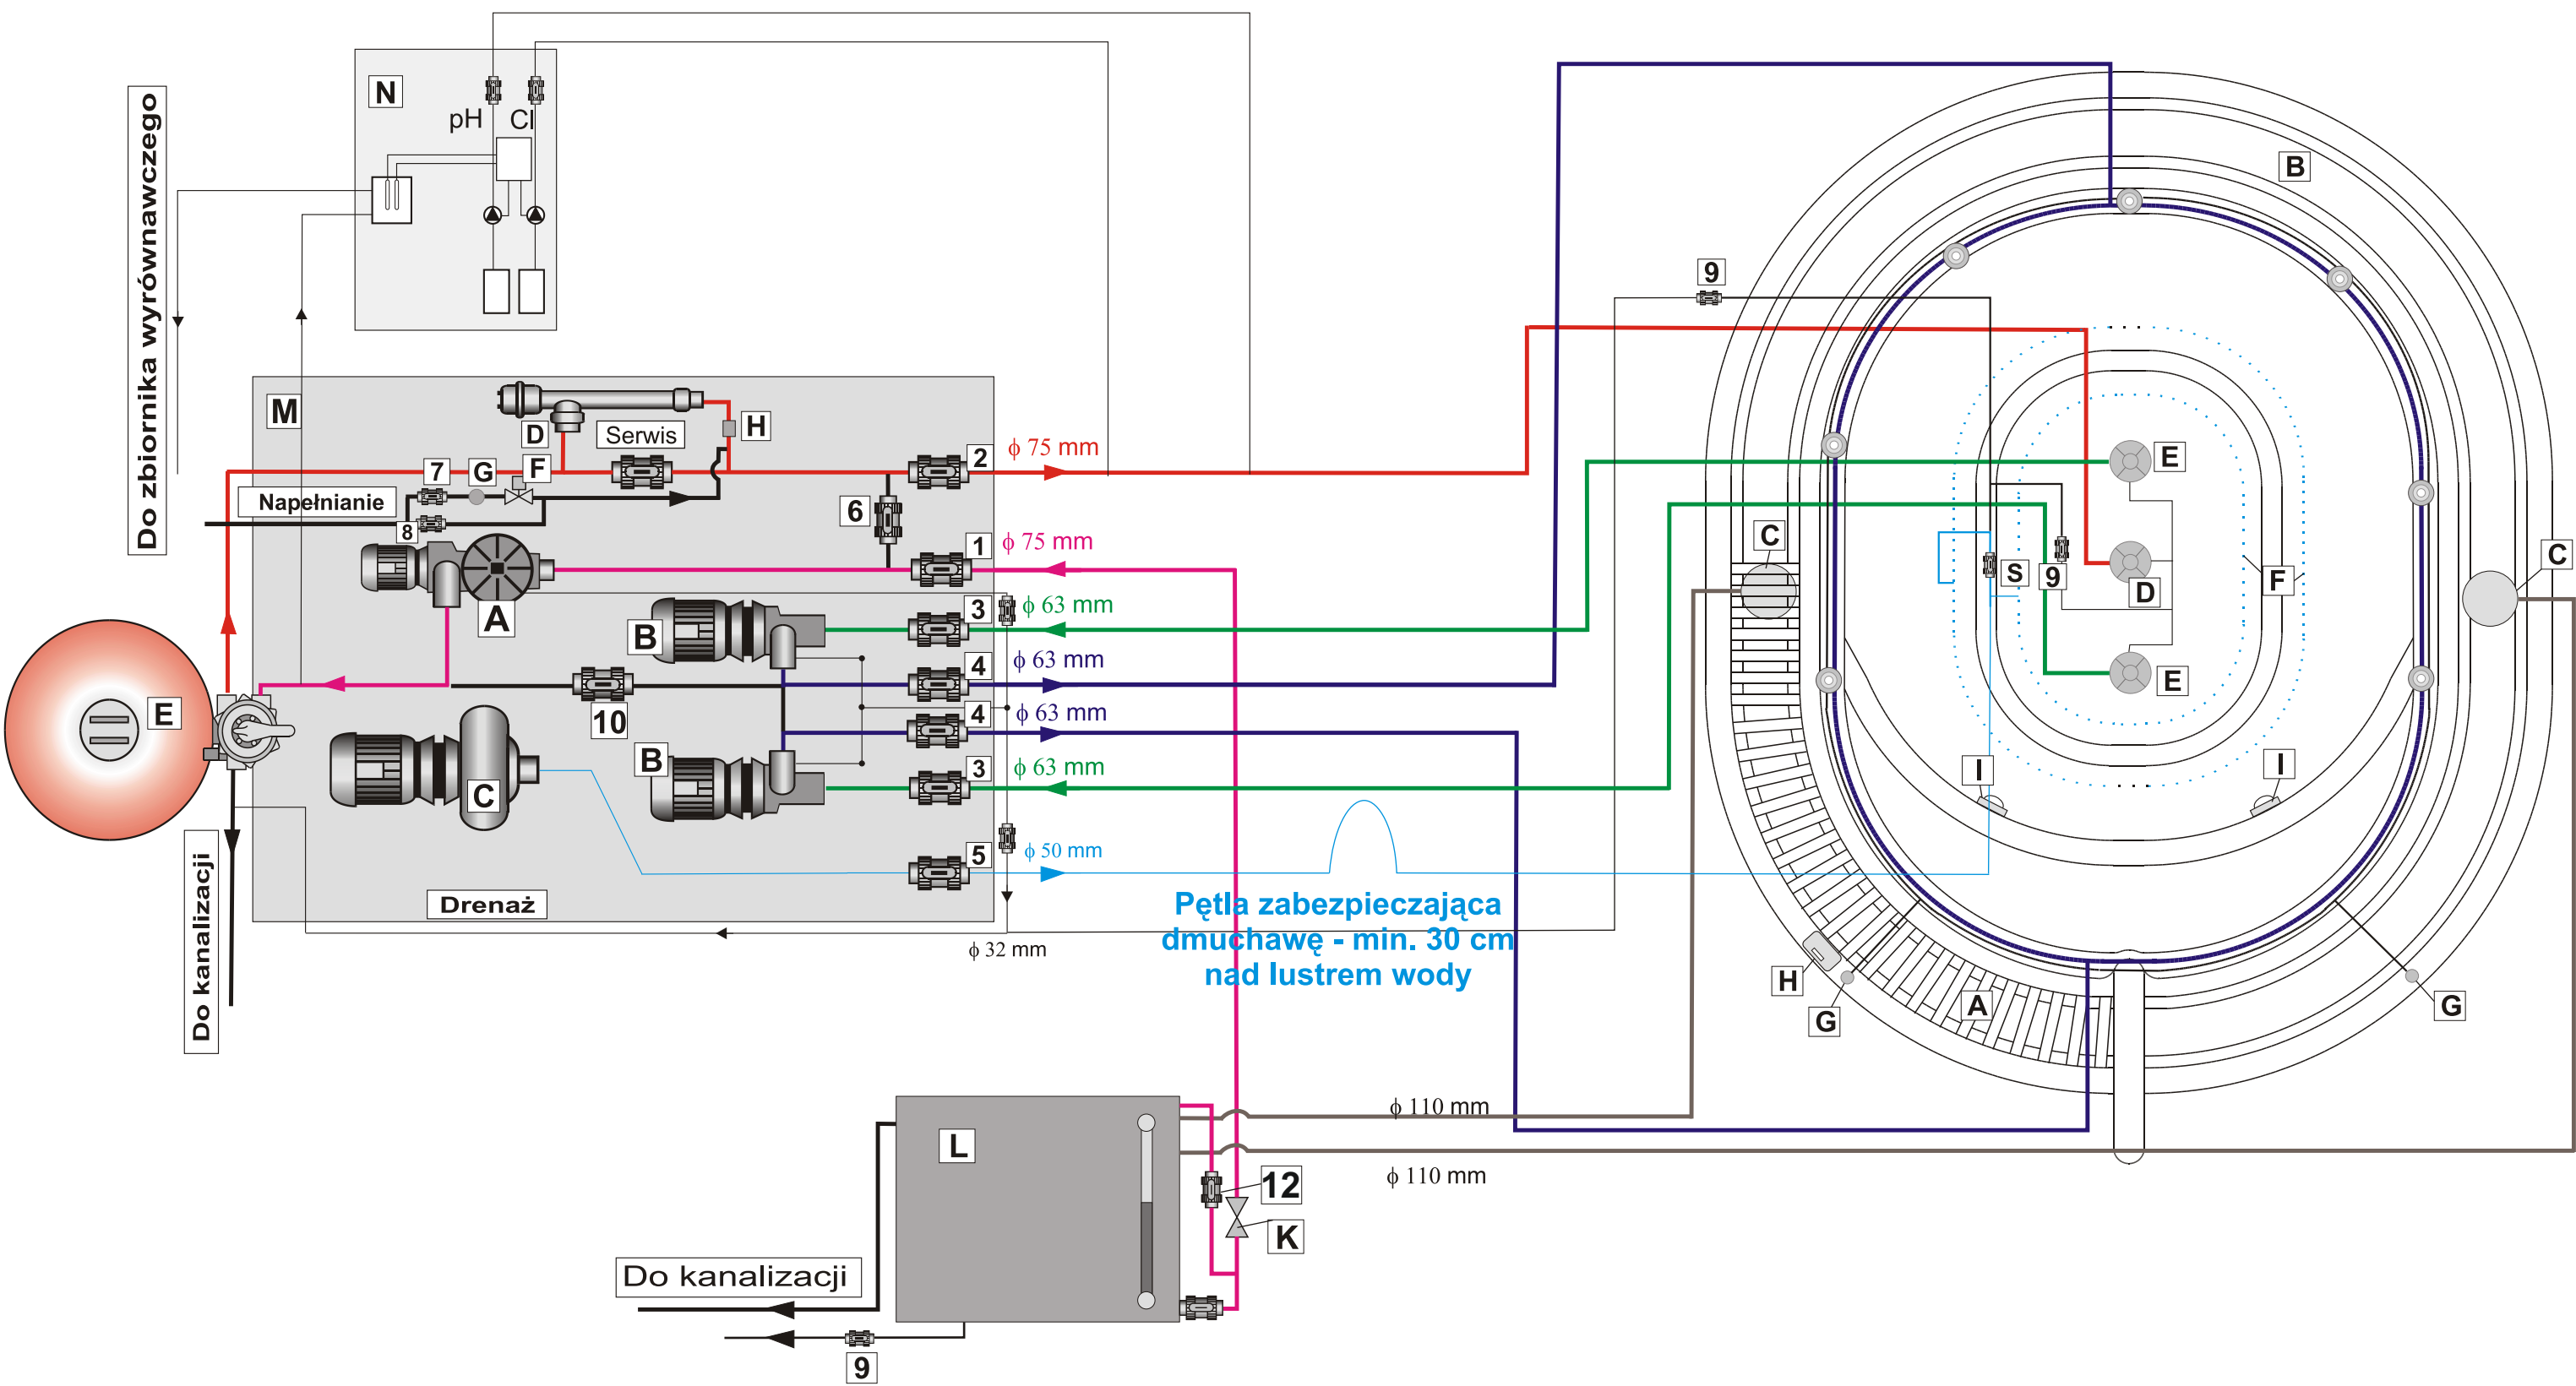 Do zbiornika wyrównawczego
N
pH
Cl
B
9
M
D
Serwis
H
2
ϕ 75 mm
7
G
F
Napełnianie
8
6
1
ϕ 75 mm
A
3
ϕ 63 mm
B
4
ϕ 63 mm
10
4
ϕ 63 mm
B
3
ϕ 63 mm
E
C
5
ϕ 50 mm
Drenaż
Do kanalizacji
ϕ 32 mm
Pętla zabezpieczająca
dmuchawę - min. 30 cm
nad lustrem wody
E
C
C
S
9
D
F
E
I
I
H
G
A
G
L
ϕ 110 mm
ϕ 110 mm
12
K
Do kanalizacji
9